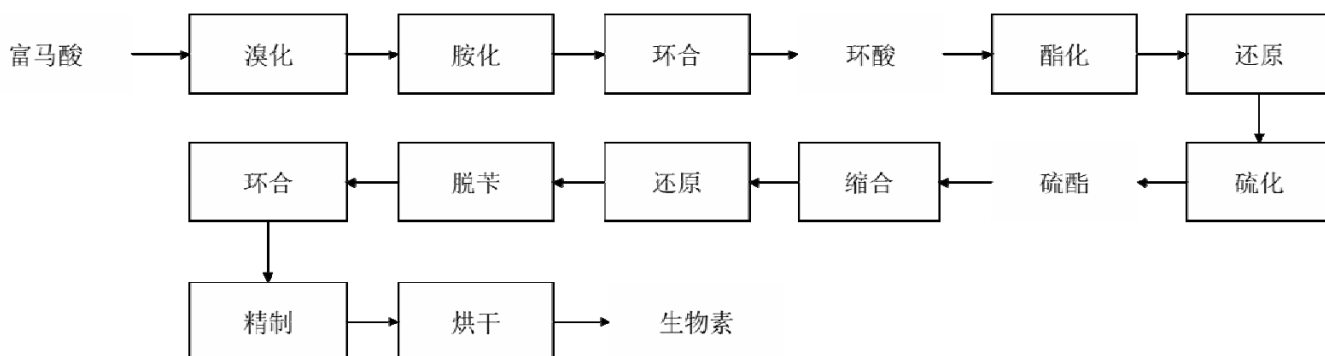 富马酸
溴化
胺化
环合
环酸
酯化
还原
硫化
硫酯
缩合
还原
脱苄
环合
精制
烘干
生物素